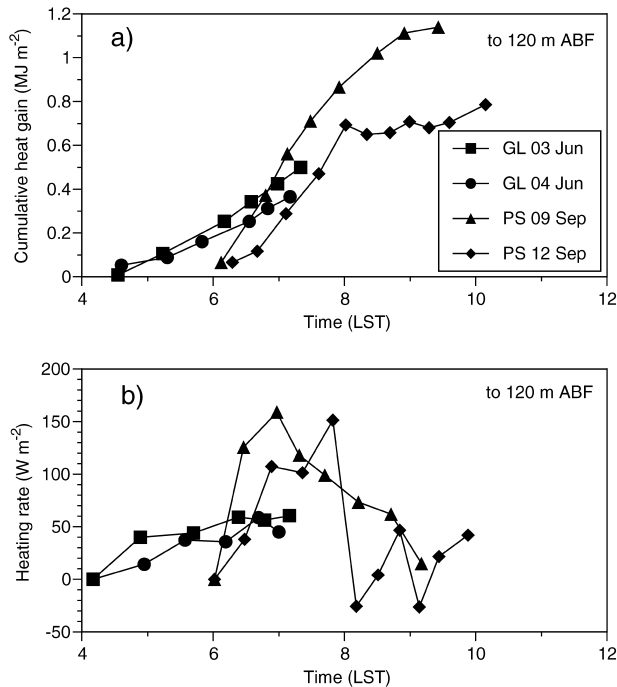 1.2
1
0.8
0.6
0.4
0.2
0
Cumulative heat gain (MJ m-2)
a)
to 120 m ABF
GL 03 Jun
GL 04 Jun
PS 09 Sep
PS 12 Sep
4 6 8 10 12
Time (LST)
200
150
100
50
0
-50
Heating rate (W m-2)
b)
to 120 m ABF
4 6 8 10 12
Time (LST)